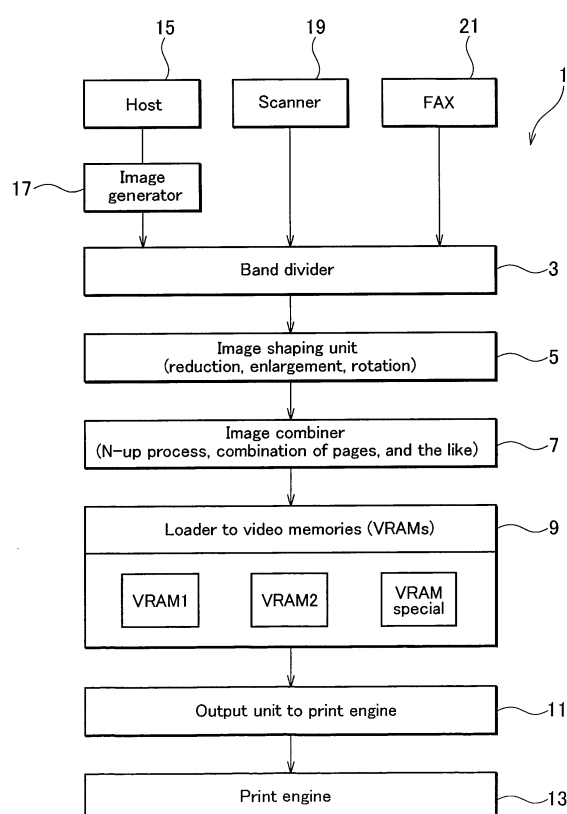 15
19
21
1
Host
Scanner
FAX
17
Image
generator
Band divider
3
Image shaping unit
(reduction, enlargement, rotation)
5
Image combiner
(N-up process, combination of pages, and the like)
7
Loader to video memories (VRAMs)
9
VRAM1
VRAM2
VRAM
special
Output unit to print engine
11
Print engine
13